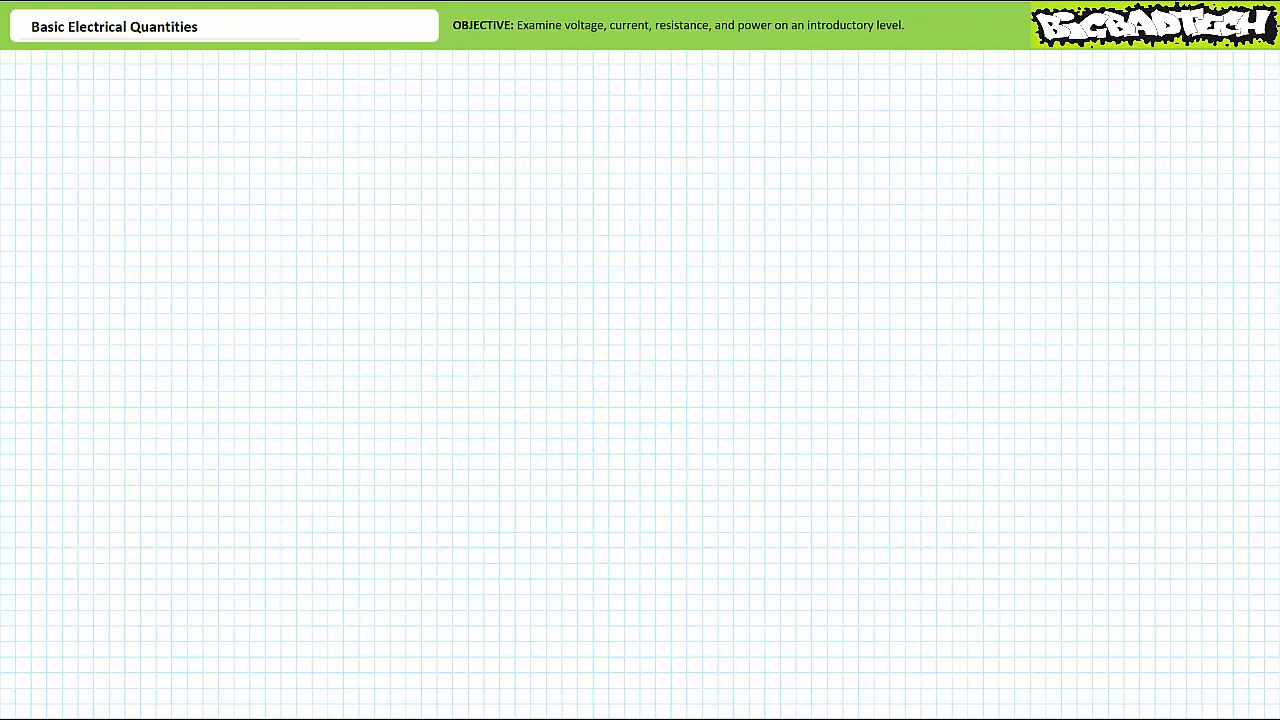 Basic Electrical Quantities
OBJECTIVE: Examine voltage, current, resistance, and power on an introductory level.
BIGBADTECH